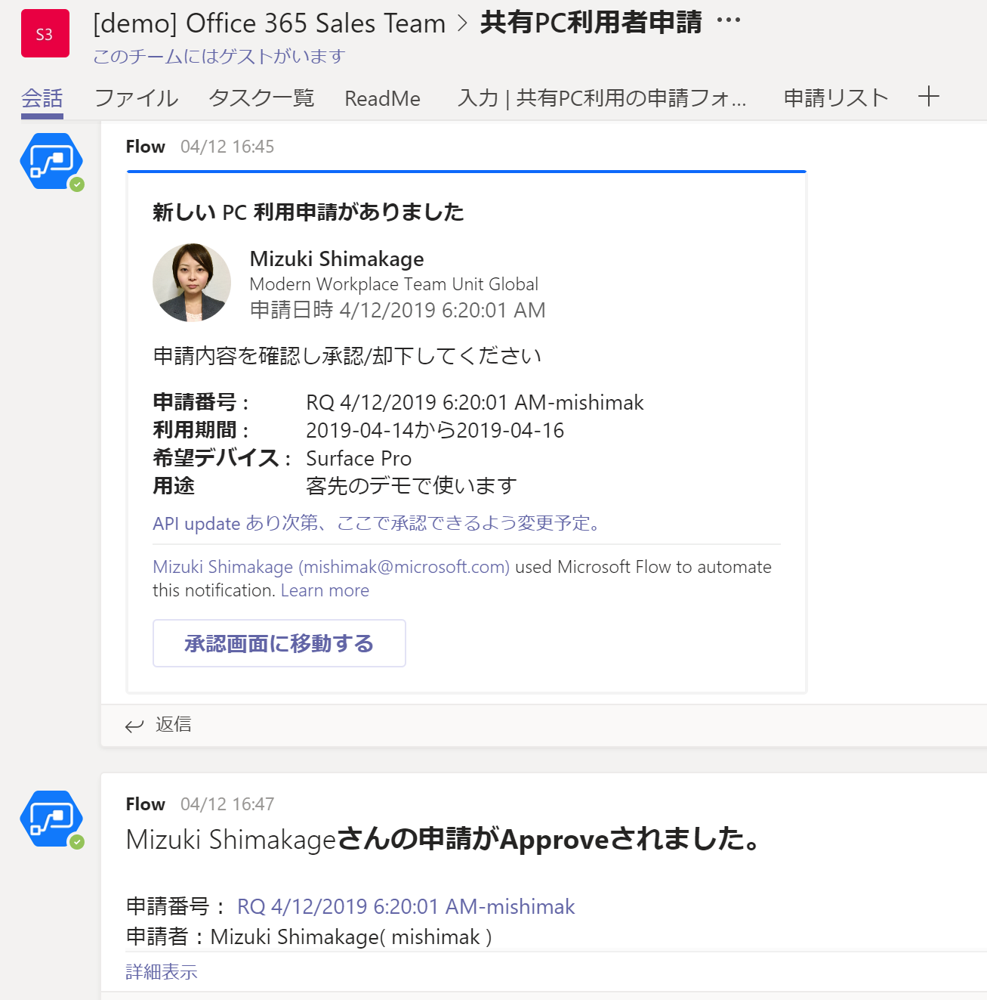 S3
[demo] Office 365 Sales Team > 共有PC利用者申請 ···
このチームにはゲストがいます
会話 ファイル タスク一覧 ReadMe 入力 | 共有PC利用の申請フォ... 申請リスト +
Flow 04/12 16:45
新しい PC 利用申請がありました
Mizuki Shimakage
Modern Workplace Team Unit Global
申請日時 4/12/2019 6:20:01 AM
申請内容を確認し承認/却下してください
申請番号 : RQ 4/12/2019 6:20:01 AM-mishimak
利用期間 : 2019-04-14から2019-04-16
希望デバイス : Surface Pro
用途 客先のデモで使います
API update あり次第、ここで承認できるよう変更予定。
Mizuki Shimakage (mishimak@microsoft.com) used Microsoft Flow to automate
this notification. Learn more
承認画面に移動する
返信
Flow 04/12 16:47
Mizuki Shimakageさんの申請がApproveされました。
申請番号： RQ 4/12/2019 6:20:01 AM-mishimak
申請者：Mizuki Shimakage( mishimak )
詳細表示